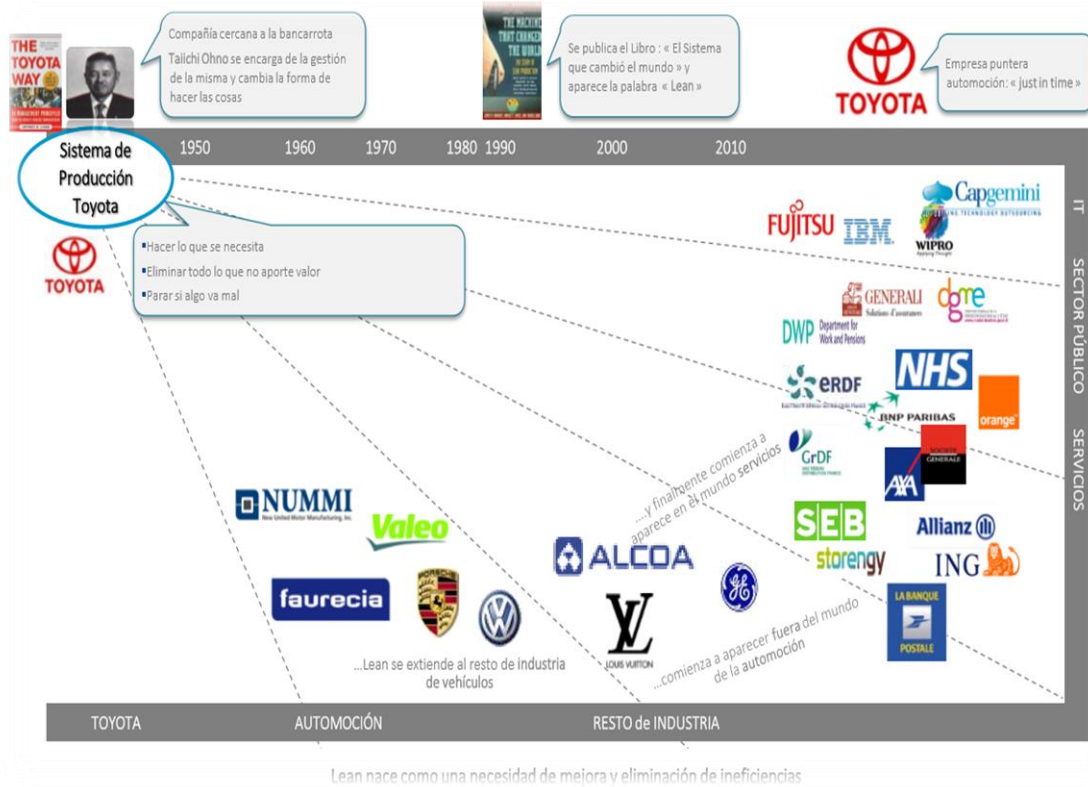 THE
TOYOTA
WAY
Compañía cercana a la bancarrota
Taiichi Ohno se encarga de la gestión
de la misma y cambia la forma de
hacer las cosas
THE MACHINE
THAT CHANGED
THE WORLD
Se publica el Libro : « El Sistema
que cambió el mundo » y
aparece la palabra « Lean »
TOYOTA
Empresa puntera
automoción: « just in time »
1950 1960 1970 1980 1990 2000 2010
Sistema de
Producción
Toyota
TOYOTA
▪Hacer lo que se necesita
▪Eliminar todo lo que no aporte valor
▪Parar si algo va mal
IT
SECTOR PÚBLICO
SERVICIOS
FUJITSU
IBM
Capgemini
WIPRO
Applying Thought
GENERALI
Solutions d'assurances
dgme
DWP Department for
Work and Pensions
eRDF
NHS
BNP PARIBAS
orange
GrDF
SOCIETE
GENERALE
AXA
....y finalmente comienza a
aparece en el mundo servicios
NUMMI
New United Motor Manufacturing, Inc.
Valeo
SEB
Allianz
storengy
ING
ALCOA
faurecia
PORSCHE
GE
LOUIS VUITTON
LA BANQUE
POSTALE
...Lean se extiende al resto de industria
de vehículos
...comienza a aparecer fuera del mundo
de la automoción
TOYOTA AUTOMOCIÓN RESTO de INDUSTRIA
Lean nace como una necesidad de mejora y eliminación de ineficiencias